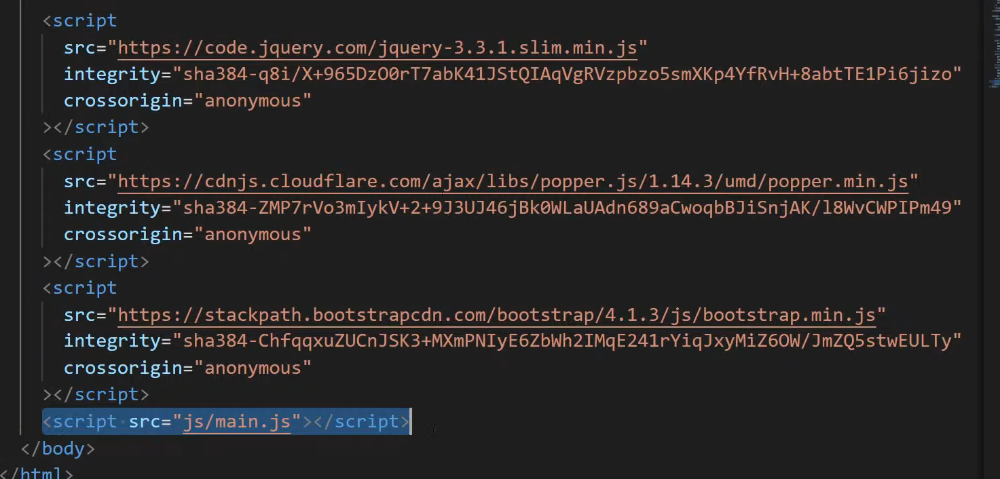 <script
src="https://code.jquery.com/jquery-3.3.1.slim.min.js"
integrity="sha384-q8i/X+965DzO0rT7abK41JStQIAqVgRVzpbzo5smXKp4YfRvH+8abtTE1Pi6jizo"
crossorigin="anonymous"
></script>
<script
src="https://cdnjs.cloudflare.com/ajax/libs/popper.js/1.14.3/umd/popper.min.js"
integrity="sha384-ZMP7rVo3mIykV+2+9J3UJ46jBk0WLaUAdn689aCwoqbBJiSnjAK/l8WvCWPIPm49"
crossorigin="anonymous"
></script>
<script
src="https://stackpath.bootstrapcdn.com/bootstrap/4.1.3/js/bootstrap.min.js"
integrity="sha384-ChfqqxuZUCnJSK3+MXmPNIyE6ZbWh2IMqE241rYiqJxyMiZ6OW/JmZQ5stwEULTy"
crossorigin="anonymous"
></script>
<script src="js/main.js"></script>
</body>
</html>